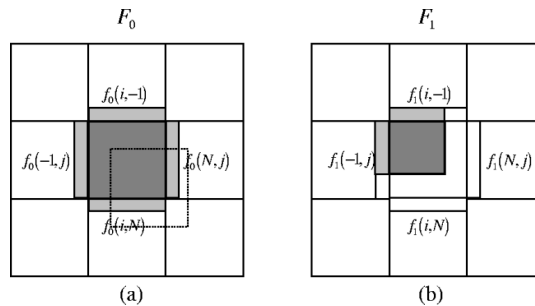 F₀
F₁
f₀(i,−1)
f₁(i,−1)
f₀(−1,j)
f₀(N,j)
f₁(−1,j)
f₁(N,j)
f₀(i,N)
f₁(i,N)
(a)
(b)